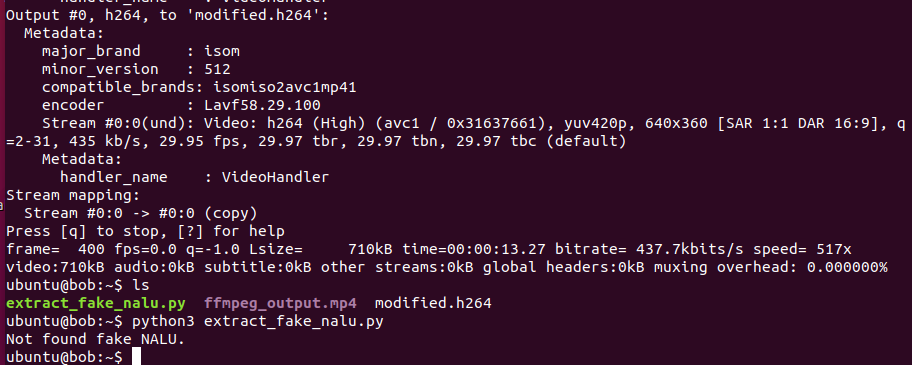 handler_name    : VideoHandler
Output #0, h264, to 'modified.h264':
  Metadata:
    major_brand     : isom
    minor_version   : 512
    compatible_brands: isomiso2avc1mp41
    encoder         : Lavf58.29.100
    Stream #0:0(und): Video: h264 (High) (avc1 / 0x31637661), yuv420p, 640x360 [SAR 1:1 DAR 16:9], q
=2-31, 435 kb/s, 29.95 fps, 29.97 tbr, 29.97 tbn, 29.97 tbc (default)
    Metadata:
      handler_name    : VideoHandler
Stream mapping:
  Stream #0:0 -> #0:0 (copy)
Press [q] to stop, [?] for help
frame=  400 fps=0.0 q=-1.0 Lsize=     710kB time=00:00:13.27 bitrate= 437.7kbits/s speed= 517x
video:710kB audio:0kB subtitle:0kB other streams:0kB global headers:0kB muxing overhead: 0.000000%
ubuntu@bob:~$ ls
extract_fake_nalu.py  ffmpeg_output.mp4  modified.h264
ubuntu@bob:~$ python3 extract_fake_nalu.py
Not found fake NALU.
ubuntu@bob:~$